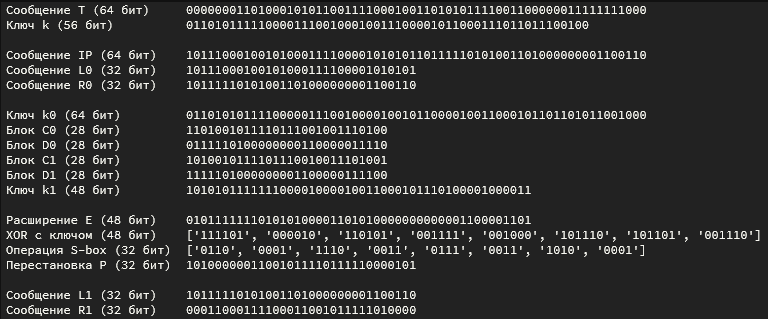 Сообщение T (64 бит) 0000000110100010101100111100010011010101111001100000011111111000
Ключ k (56 бит) 01101011111000011100100010011100001011000111011011100100
Сообщение IP (64 бит) 1011100010010100011110000101010110111110101001101000000001100110
Сообщение L0 (32 бит) 10111000100101000111100001010101
Сообщение R0 (32 бит) 10111110101001101000000001100110
Ключ k0 (64 бит) 0110101011110000011100100001001011000010011000101101101011001000
Блок C0 (28 бит) 1101001011110111001001110100
Блок D0 (28 бит) 0111110100000000110000011110
Блок C1 (28 бит) 1010010111101110010011101001
Блок D1 (28 бит) 1111101000000001100000111100
Ключ k1 (48 бит) 101010111111100001000010011000101110100001000011
Расширение E (48 бит) 010111111101010100001101010000000000001100001101
XOR с ключом (48 бит) ['111101', '000010', '110101', '001111', '001000', '101110', '101101', '001110']
Операция S-box (32 бит) ['0110', '0001', '1110', '0011', '0111', '0011', '1010', '0001']
Перестановка P (32 бит) 10100000011001011110111110000101
Сообщение L1 (32 бит) 10111110101001101000000001100110
Сообщение R1 (32 бит) 00011000111100011001011111010000